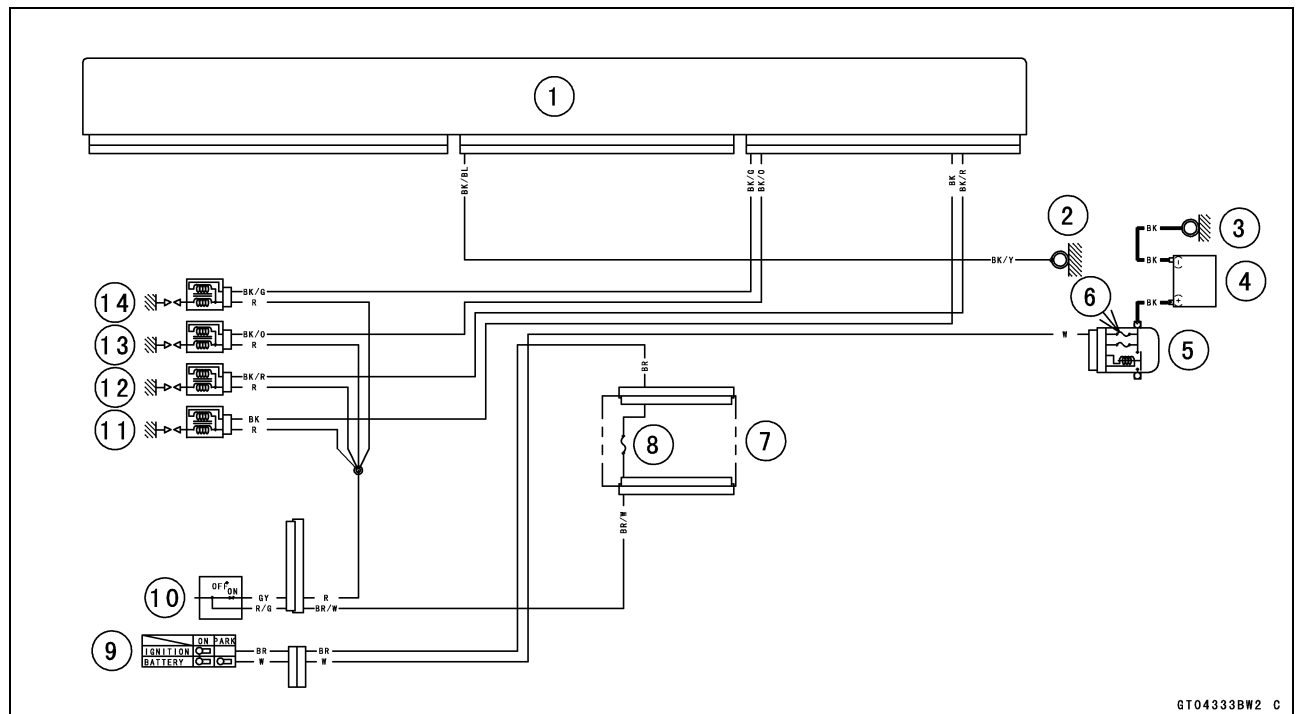 1
BK/BL
BK/G
BK/O
BK
BK/R
2
BK
3
BK/Y
BK
(-)
4
14
BK/G
R
6
BK
(+)
13
BK/O
R
W
5
BR
12
BK/R
R
11
BK
R
8
7
BR/W
10
OFF
ON
GY
R/G
R
BR/W
9
ON PARK
IGNITION
BATTERY
BR
W
BR
W
GT04333BW2 C